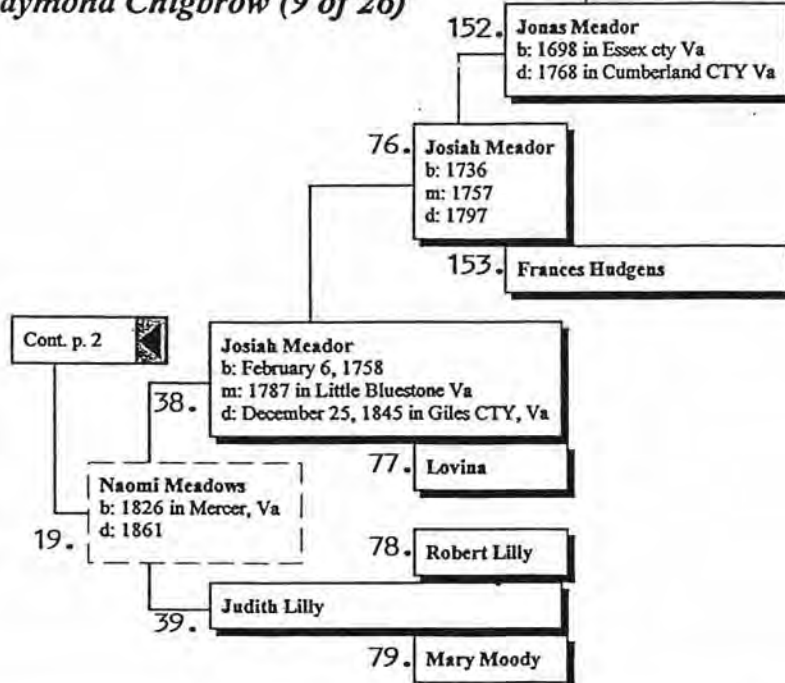 aymond Chigbrow (9 of 26)
152. Jonas Meador
b: 1698 in Essex cty Va
d: 1768 in Cumberland CTY Va
76. Josiah Meador
b: 1736
m: 1757
d: 1797
153. Frances Hudgens
Cont. p. 2
38. Josiah Meador
b: February 6, 1758
m: 1787 in Little Bluestone Va
d: December 25, 1845 in Giles CTY, Va
77. Lovina
19. Naomi Meadows
b: 1826 in Mercer, Va
d: 1861
78. Robert Lilly
39. Judith Lilly
79. Mary Moody